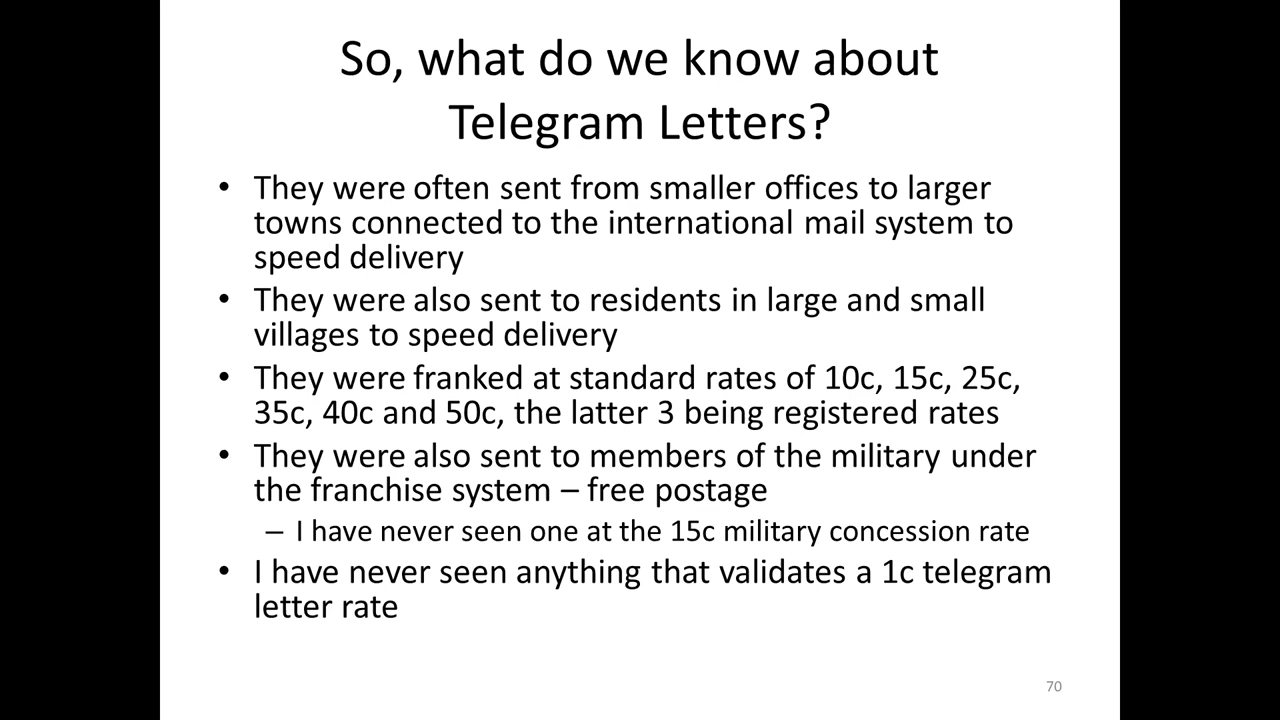 So, what do we know about
Telegram Letters?
• They were often sent from smaller offices to larger
towns connected to the international mail system to
speed delivery
• They were also sent to residents in large and small
villages to speed delivery
• They were franked at standard rates of 10c, 15c, 25c,
35c, 40c and 50c, the latter 3 being registered rates
• They were also sent to members of the military under
the franchise system – free postage
– I have never seen one at the 15c military concession rate
• I have never seen anything that validates a 1c telegram
letter rate
70